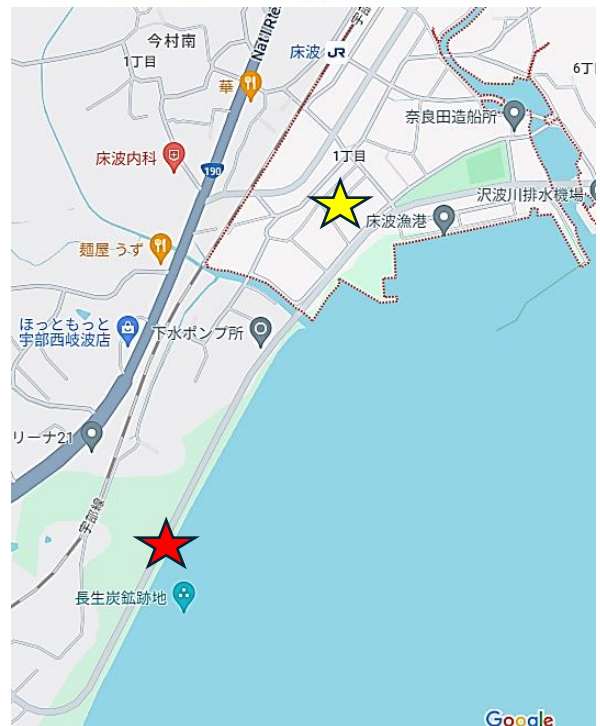 今村南
1丁目
Nat'l Rte
宇部線
床波
JR
6丁目
華
奈良田造船所
床波内科
190
1丁目
沢波川排水機場
床波漁港
麺屋 うず
ほっともっと
宇部西岐波店
下水ポンプ所
リーナ21
宇部線
長生炭鉱跡地
Google